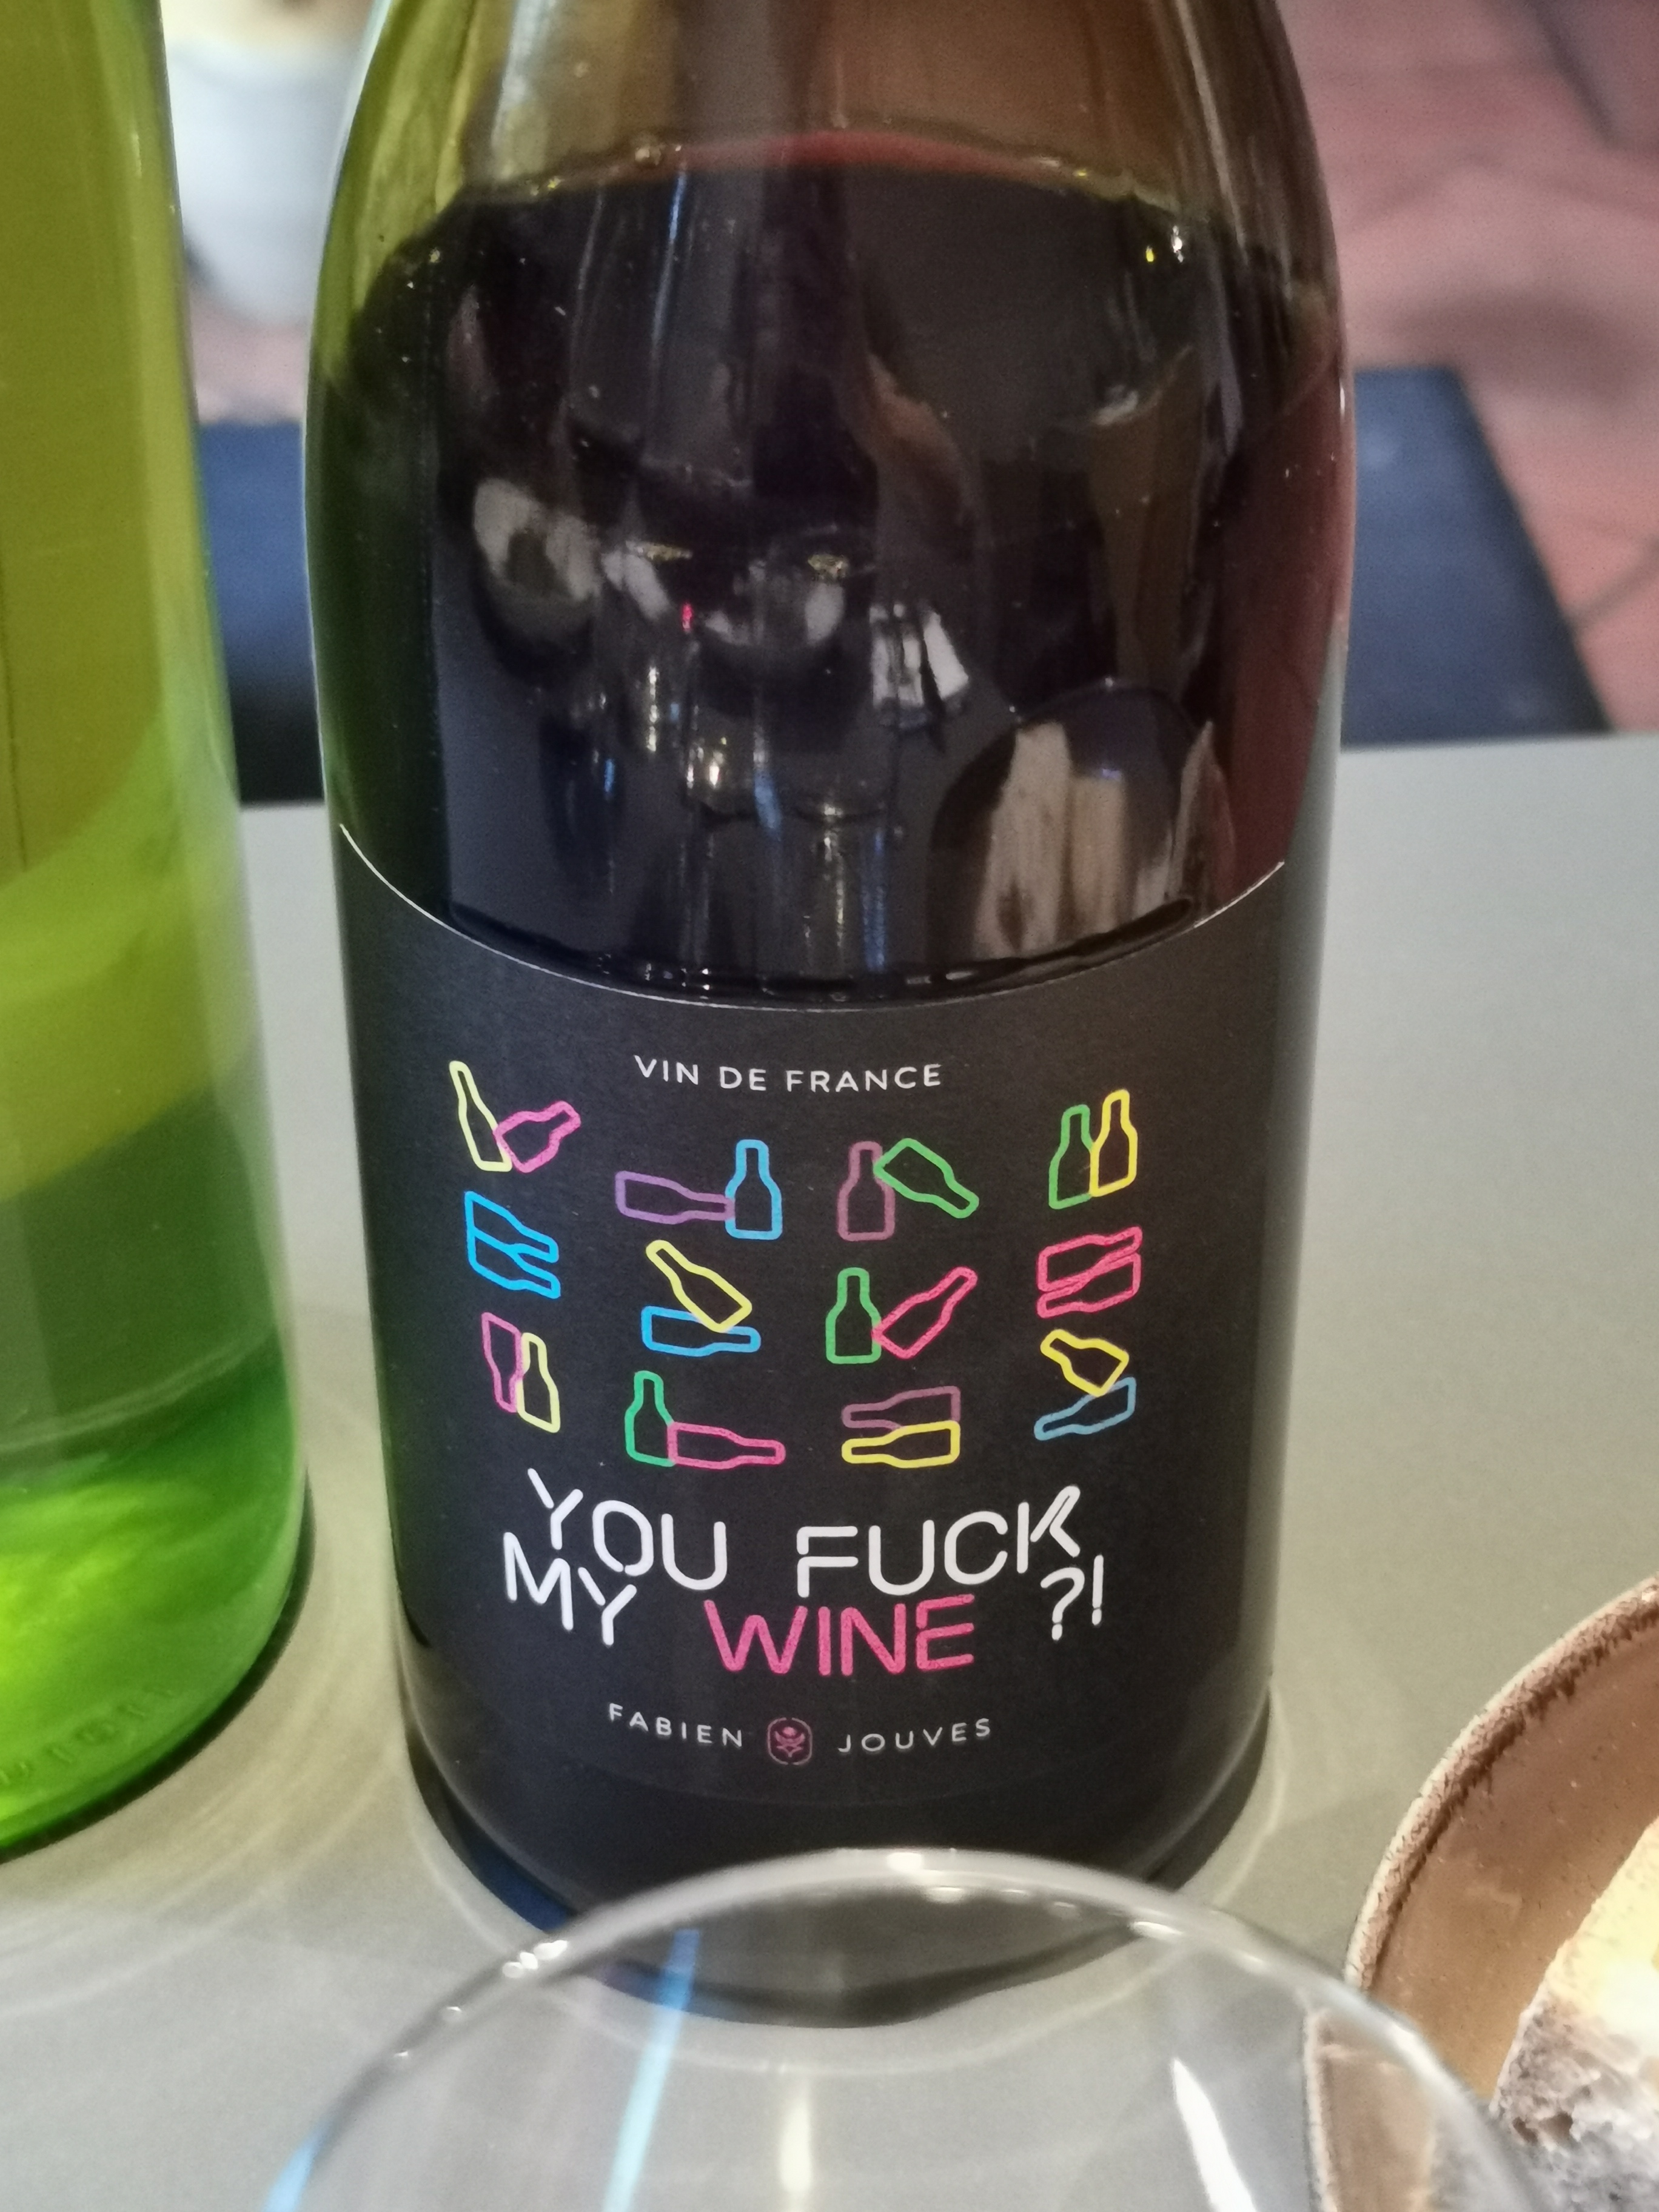 VIN DE FRANCE
YOU FUCK
MY WINE ?!
FABIEN JOUVES